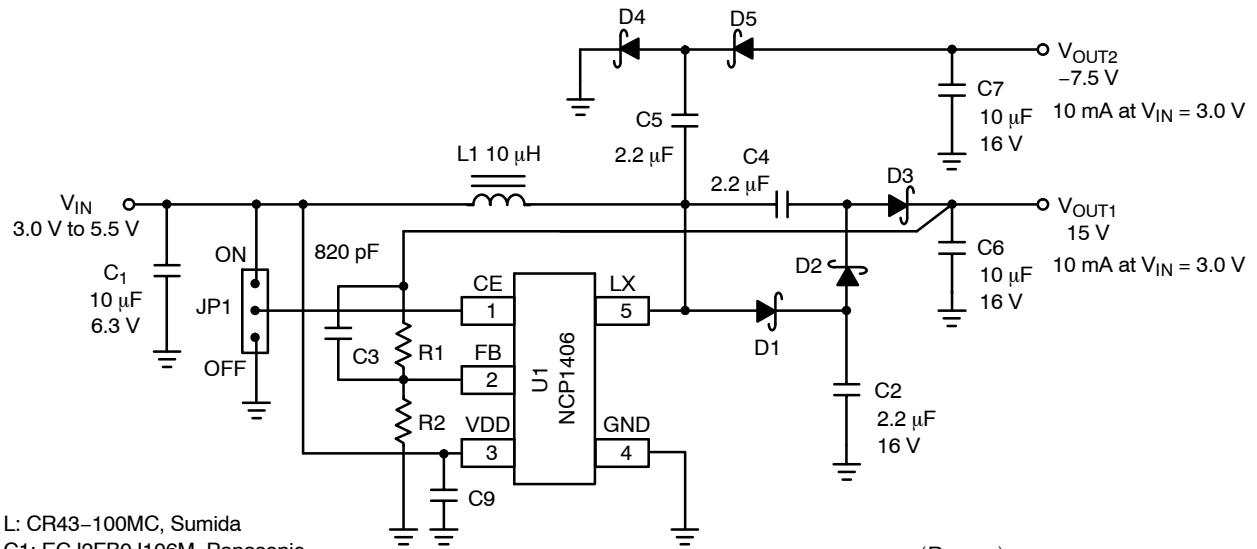 D4
D5
VOUT2
−7.5 V
10 mA at VIN = 3.0 V
C7
10 μF
16 V
C5
2.2 μF
L1 10 μH
C4
2.2 μF
D3
VIN
3.0 V to 5.5 V
VOUT1
15 V
10 mA at VIN = 3.0 V
C6
10 μF
16 V
C1
10 μF
6.3 V
ON
JP1
OFF
820 pF
C3
R1
R2
CE
1
FB
2
VDD
3
U1
NCP1406
LX
5
GND
4
D2
D1
C2
2.2 μF
16 V
C9
L: CR43−100MC, Sumida